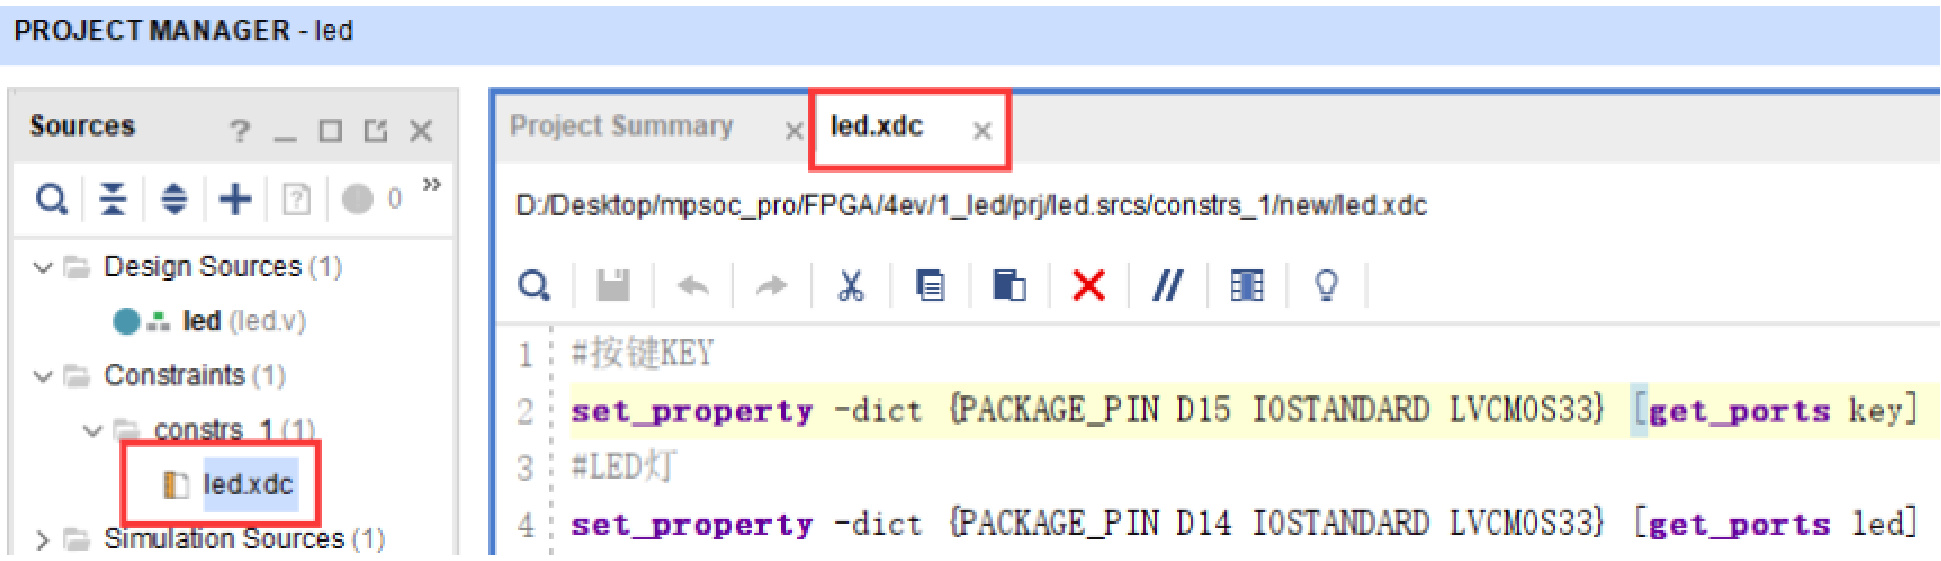 PROJECT MANAGER - led
Sources
0
Design Sources (1)
led (led.v)
Constraints (1)
constrs_1 (1)
led.xdc
Simulation Sources (1)
Project Summary
led.xdc
D:/Desktop/mpsoc_pro/FPGA/4ev/1_led/prj/led.srcs/constrs_1/new/led.xdc
1 #按键KEY
2 set_property -dict {PACKAGE_PIN D15 IOSTANDARD LVCMOS33} [get_ports key]
3 #LED灯
4 set_property -dict {PACKAGE_PIN D14 IOSTANDARD LVCMOS33} [get_ports led]